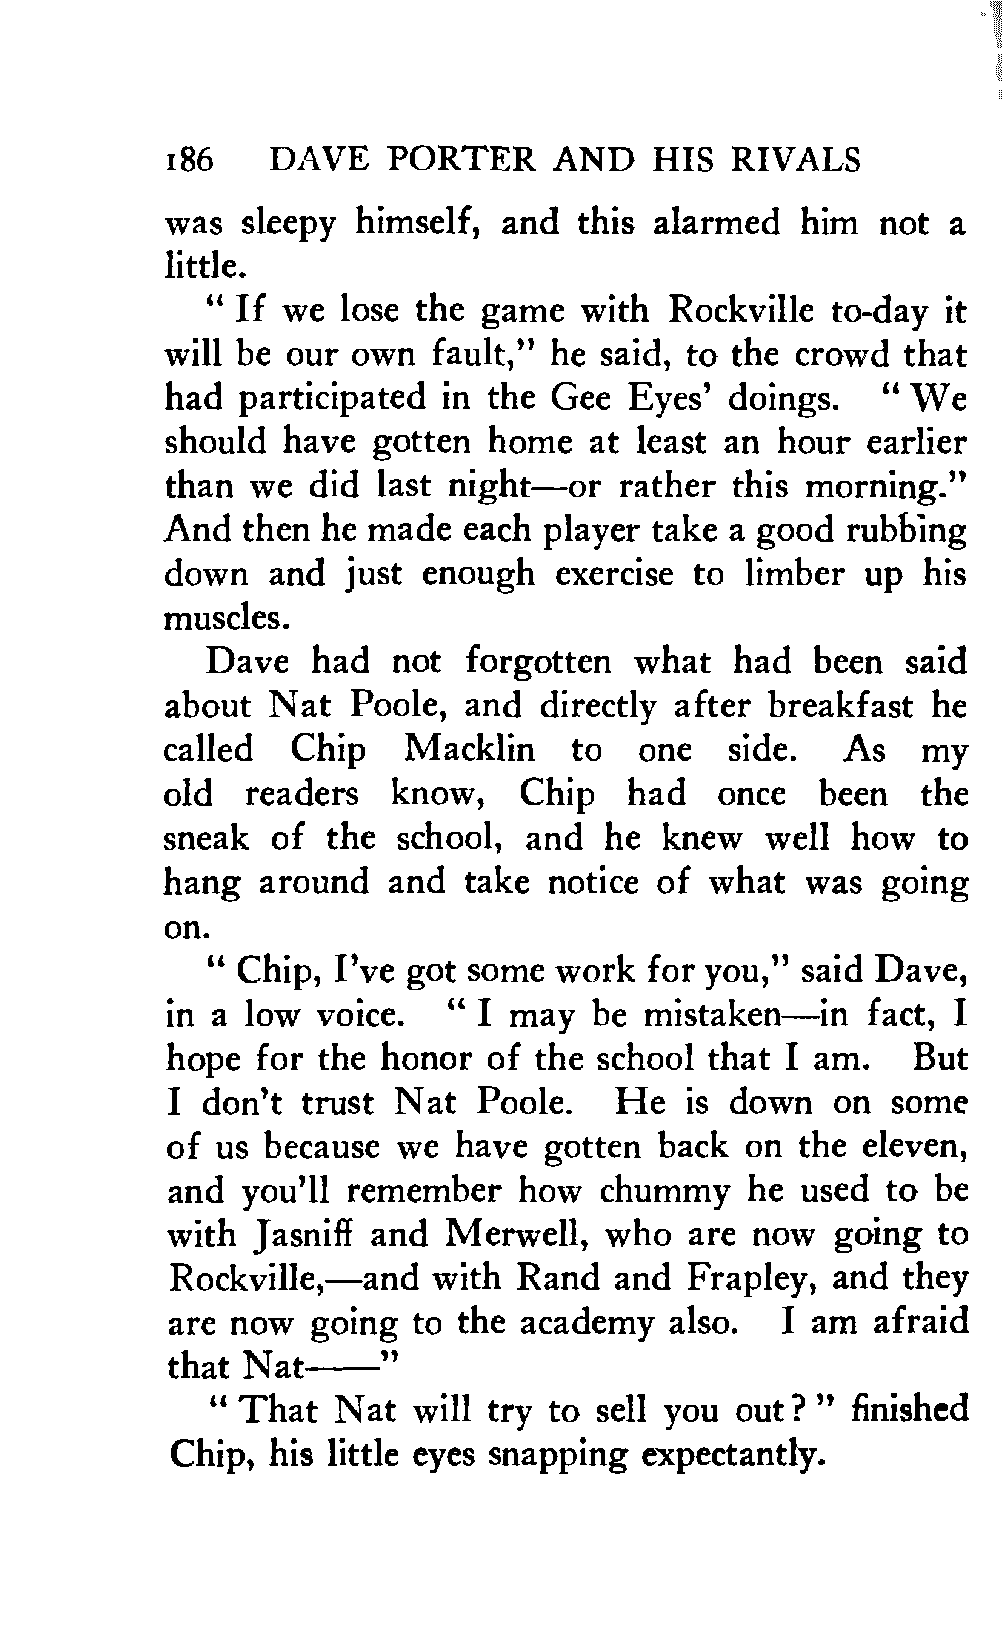 186 DAVE PORTER AND HIS RIVALS
was sleepy himself, and this alarmed him not a
little.
" If we lose the game with Rockville to-day it
will be our own fault," he said, to the crowd that
had participated in the Gee Eyes' doings. " We
should have gotten home at least an hour earlier
than we did last night—or rather this morning."
And then he made each player take a good rubbing
down and just enough exercise to limber up his
muscles.
Dave had not forgotten what had been said
about Nat Poole, and directly after breakfast he
called Chip Macklin to one side. As my
old readers know, Chip had once been the
sneak of the school, and he knew well how to
hang around and take notice of what was going
on.
" Chip, I've got some work for you," said Dave,
in a low voice. " I may be mistaken—in fact, I
hope for the honor of the school that I am. But
I don't trust Nat Poole. He is down on some
of us because we have gotten back on the eleven,
and you'll remember how chummy he used to be
with Jasniff and Merwell, who are now going to
Rockville,—and with Rand and Frapley, and they
are now going to the academy also. I am afraid
that Nat——"
" That Nat will try to sell you out? " finished
Chip, his little eyes snapping expectantly.